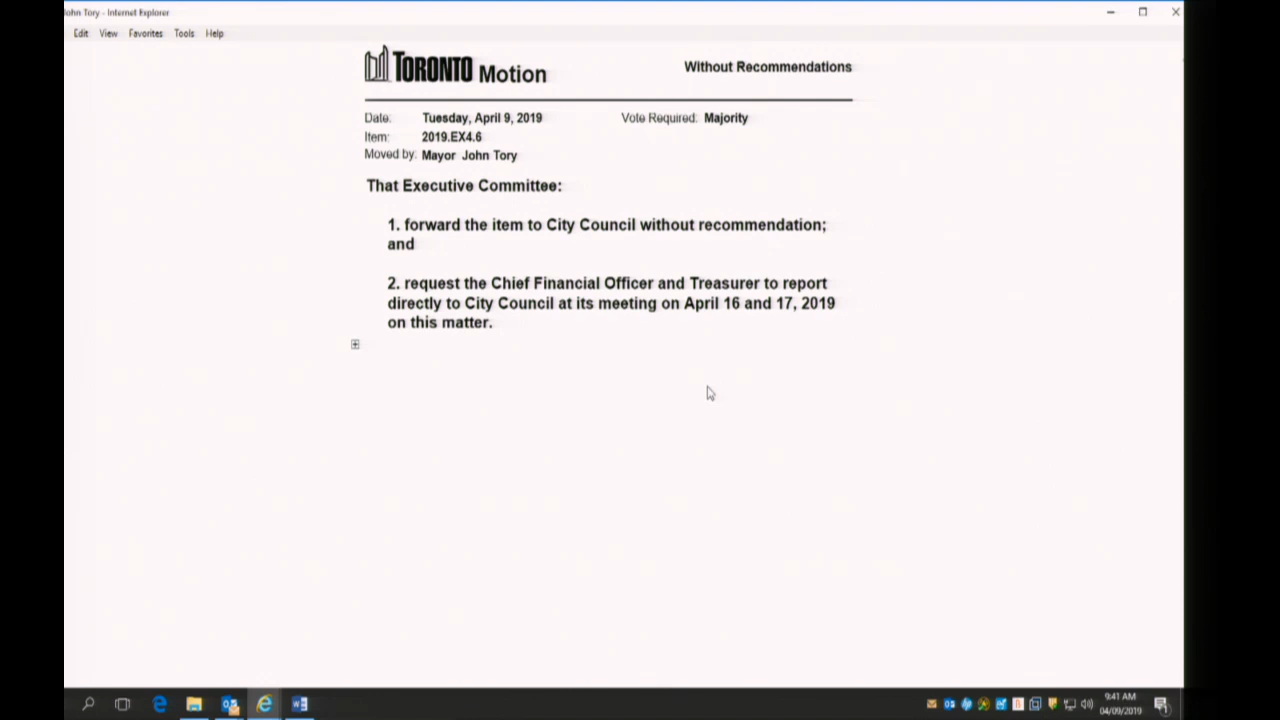 John Tory - Internet Explorer
Edit View Favorites Tools Help
TORONTO Motion
Without Recommendations
Date: Tuesday, April 9, 2019
Vote Required: Majority
Item: 2019.EX4.6
Moved by: Mayor John Tory
That Executive Committee:
1. forward the item to City Council without recommendation;
and
2. request the Chief Financial Officer and Treasurer to report
directly to City Council at its meeting on April 16 and 17, 2019
on this matter.
9:41 AM
04/09/2019